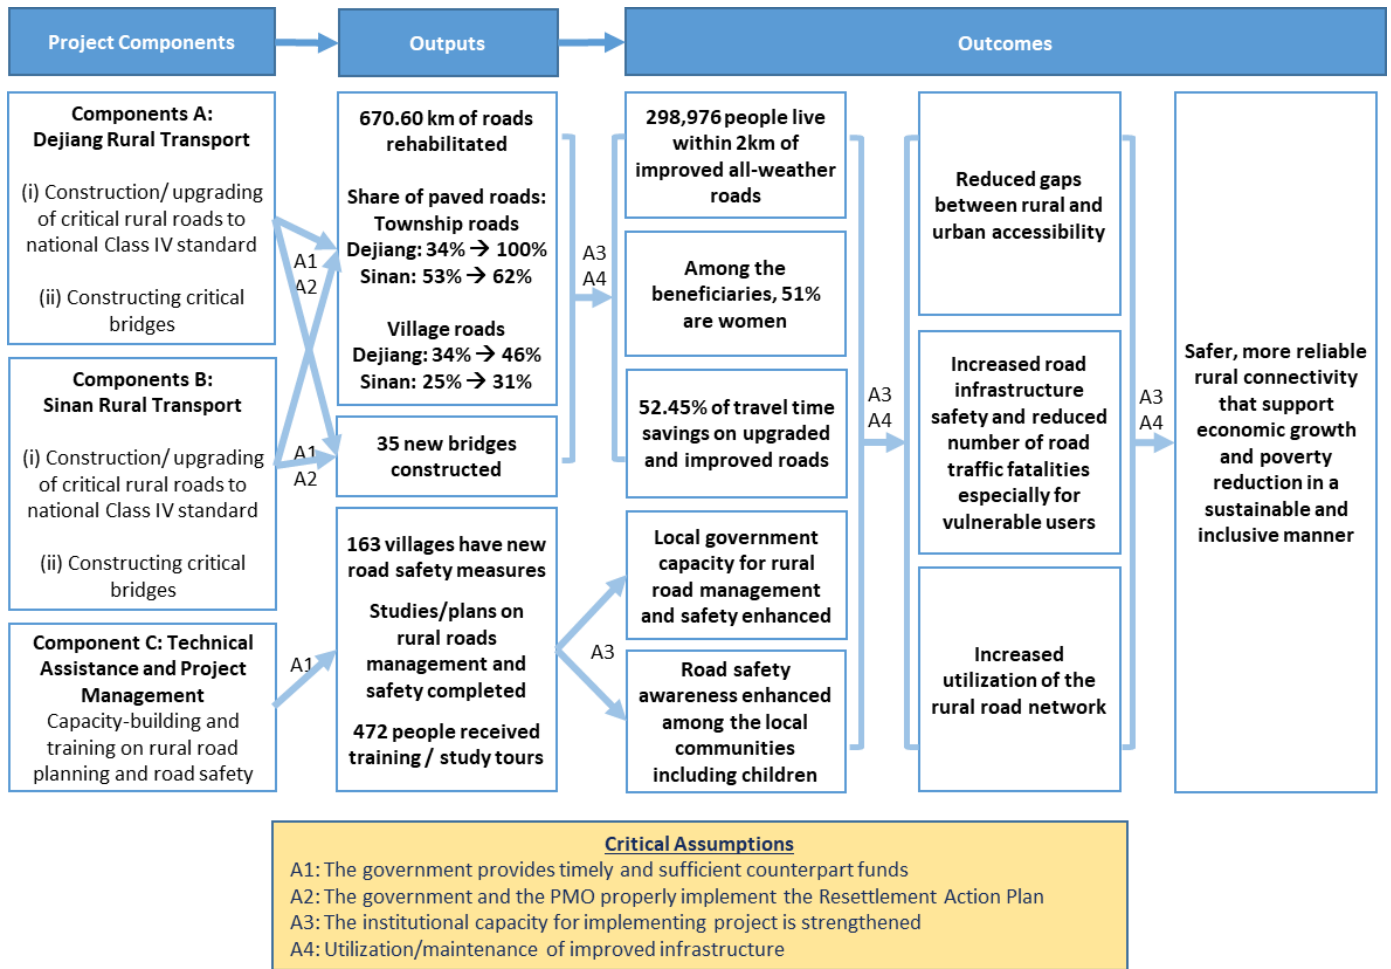 Project Components
Outputs
Outcomes
Components A:
Dejiang Rural Transport
(i) Construction/ upgrading
of critical rural roads to
national Class IV standard
(ii) Constructing critical
bridges
Components B:
Sinan Rural Transport
(i) Construction/ upgrading
of critical rural roads to
national Class IV standard
(ii) Constructing critical
bridges
Component C: Technical
Assistance and Project
Management
Capacity-building and
training on rural road
planning and road safety
A1
A2
A1
A2
A1
670.60 km of roads
rehabilitated
Share of paved roads:
Township roads
Dejiang: 34% → 100%
Sinan: 53% → 62%
Village roads
Dejiang: 34% → 46%
Sinan: 25% → 31%
35 new bridges
constructed
163 villages have new
road safety measures
Studies/plans on
rural roads
management and
safety completed
472 people received
training / study tours
A3
A4
A3
298,976 people live
within 2km of
improved all-weather
roads
Among the
beneficiaries, 51%
are women
52.45% of travel time
savings on upgraded
and improved roads
Local government
capacity for rural
road management
and safety enhanced
Road safety
awareness enhanced
among the local
communities
including children
A3
A4
Reduced gaps
between rural and
urban accessibility
Increased road
infrastructure
safety and reduced
number of road
traffic fatalities
especially for
vulnerable users
Increased
utilization of the
rural road network
A3
A4
Safer, more reliable
rural connectivity
that support
economic growth
and poverty
reduction in a
sustainable and
inclusive manner
Critical Assumptions
A1: The government provides timely and sufficient counterpart funds
A2: The government and the PMO properly implement the Resettlement Action Plan
A3: The institutional capacity for implementing project is strengthened
A4: Utilization/maintenance of improved infrastructure